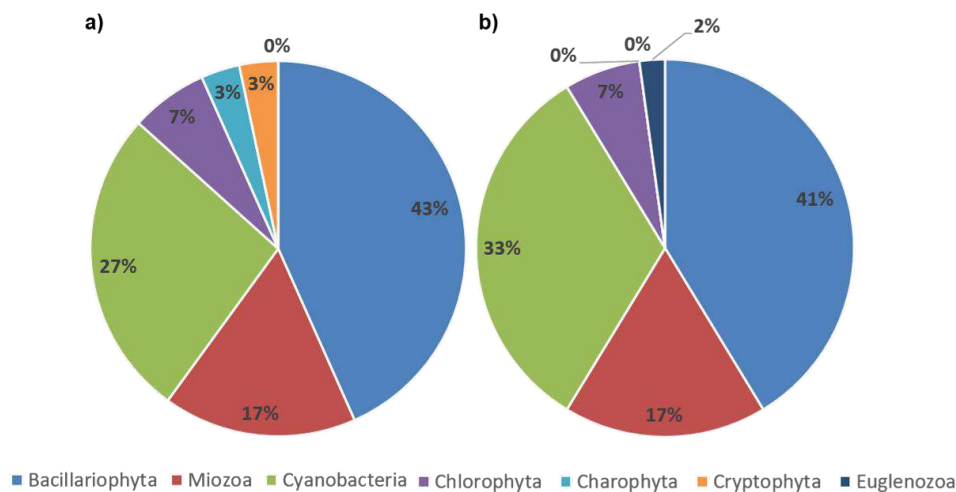 a) b)
0% 0% 0% 2%
3% 3% 7% 7%
43% 41%
27% 33%
17% 17%
Bacillariophyta Miozoa Cyanobacteria Chlorophyta Charophyta Cryptophyta Euglenozoa